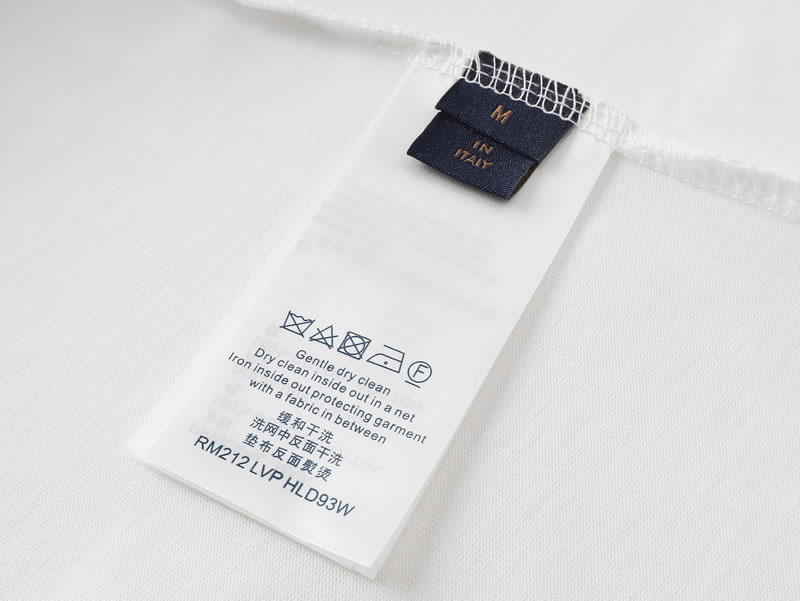 M
IN
ITALY
Gentle dry clean
Dry clean inside out in a net
Iron inside out protecting garment
with a fabric in between
缓和干洗
洗网中反面干洗
垫布反面熨烫
RM212 LVP HLD93W